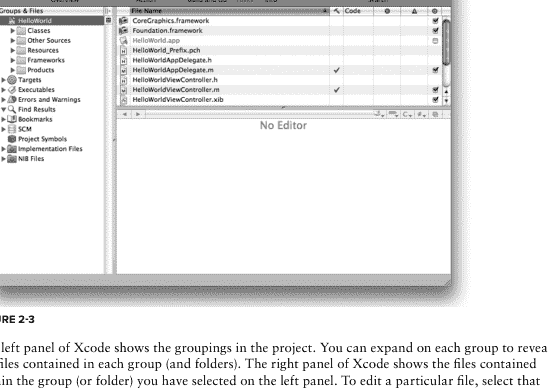 Groups & Files
File Name
Code
HelloWorld
Classes
Other Sources
Resources
Frameworks
Products
Targets
Executables
Errors and Warnings
Find Results
Bookmarks
SCM
Project Symbols
Implementation Files
NIB Files
CoreGraphics.framework
Foundation.framework
HelloWorld.app
HelloWorld_Prefix.pch
HelloWorldAppDelegate.h
HelloWorldAppDelegate.m
HelloWorldViewController.h
HelloWorldViewController.m
HelloWorldViewController.xib
No Editor
URE 2-3
left panel of Xcode shows the groupings in the project. You can expand on each group to revea
files contained in each group (and folders). The right panel of Xcode shows the files contained
in the group (or folder) you have selected on the left panel. To edit a particular file, select that